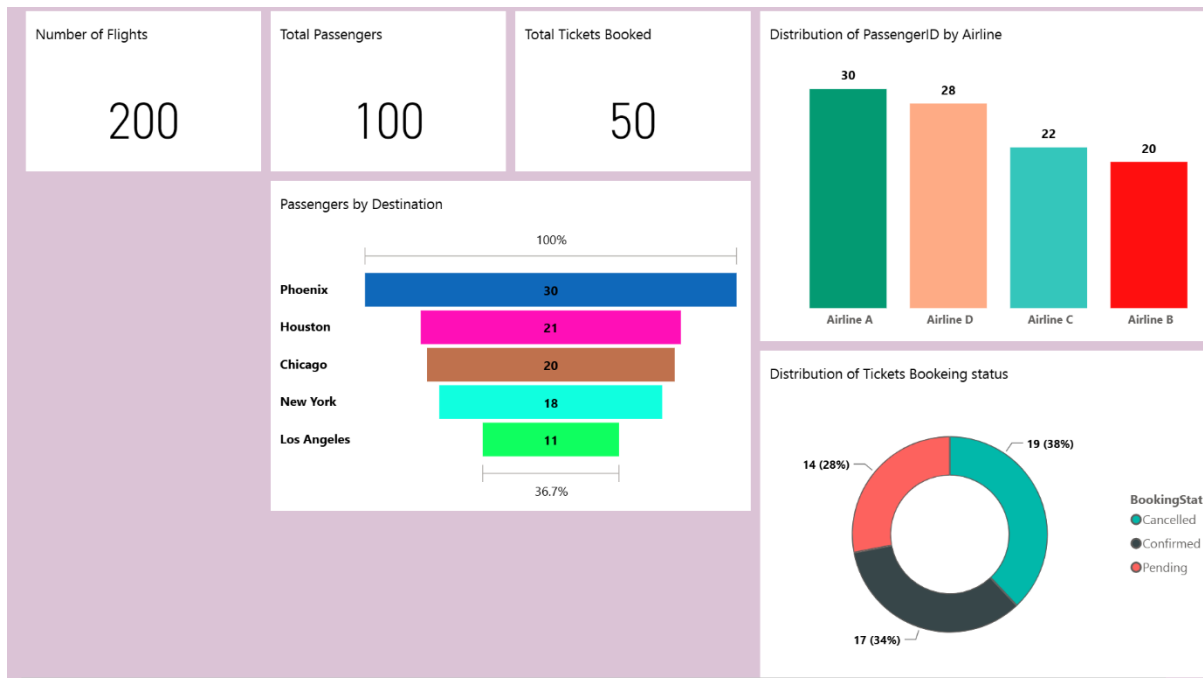 Number of Flights
200
Total Passengers
100
Total Tickets Booked
50
Distribution of PassengerID by Airline
30
28
22
20
Airline A
Airline D
Airline C
Airline B
Passengers by Destination
100%
Phoenix 30
Houston 21
Chicago 20
New York 18
Los Angeles 11
36.7%
Distribution of Tickets Bookeing status
19 (38%)
14 (28%)
17 (34%)
BookingStat
Cancelled
Confirmed
Pending